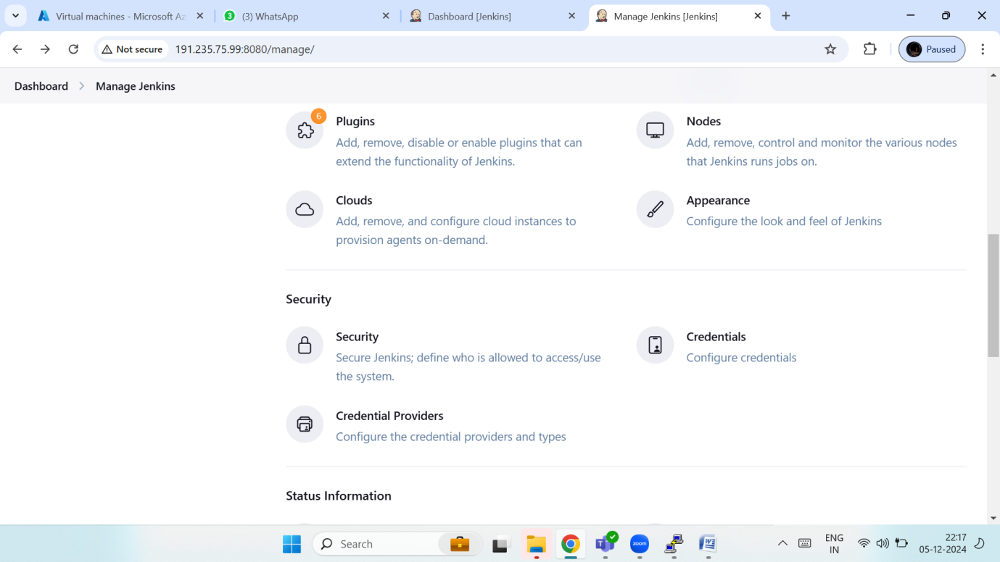 Virtual machines - Microsoft Az
3
(3) WhatsApp
Dashboard [Jenkins]
Manage Jenkins [Jenkins]
Not secure
191.235.75.99:8080/manage/
Paused
Dashboard
Manage Jenkins
6
Plugins
Add, remove, disable or enable plugins that can
extend the functionality of Jenkins.
Nodes
Add, remove, control and monitor the various nodes
that Jenkins runs jobs on.
Clouds
Add, remove, and configure cloud instances to
provision agents on-demand.
Appearance
Configure the look and feel of Jenkins
Security
Security
Secure Jenkins; define who is allowed to access/use
the system.
Credentials
Configure credentials
Credential Providers
Configure the credential providers and types
Status Information
Search
zoom
W
ENG
IN
22:17
05-12-2024